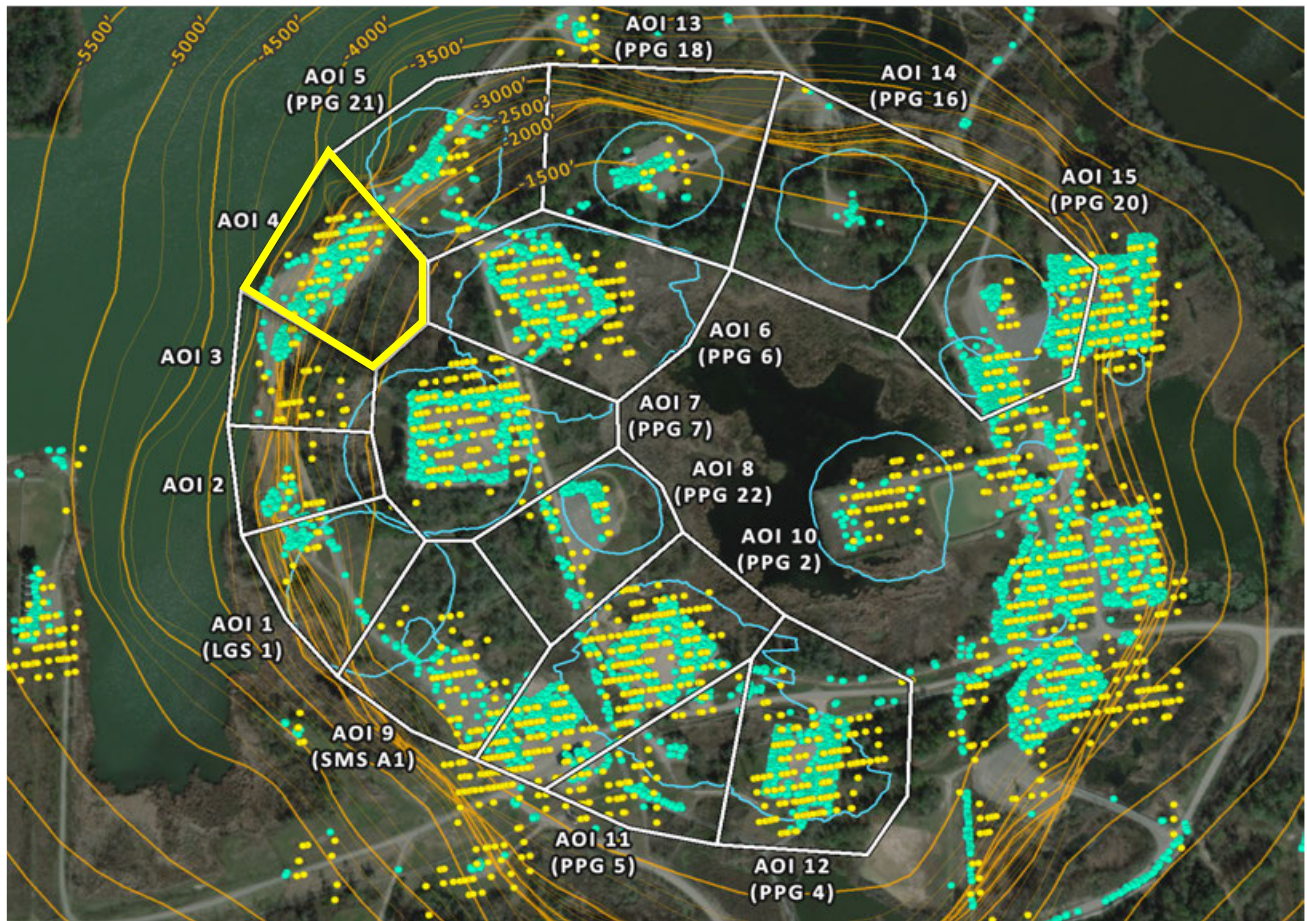 -5500'
-5000'
-4500'
-4000'
-3500'
-3000'
-2500'
-2000'
-1500'
AOI 13
(PPG 18)
AOI 5
(PPG 21)
AOI 14
(PPG 16)
AOI 15
(PPG 20)
AOI 4
AOI 3
AOI 6
(PPG 6)
AOI 7
(PPG 7)
AOI 2
AOI 8
(PPG 22)
AOI 10
(PPG 2)
AOI 1
(LGS 1)
AOI 9
(SMS A1)
AOI 11
(PPG 5)
AOI 12
(PPG 4)